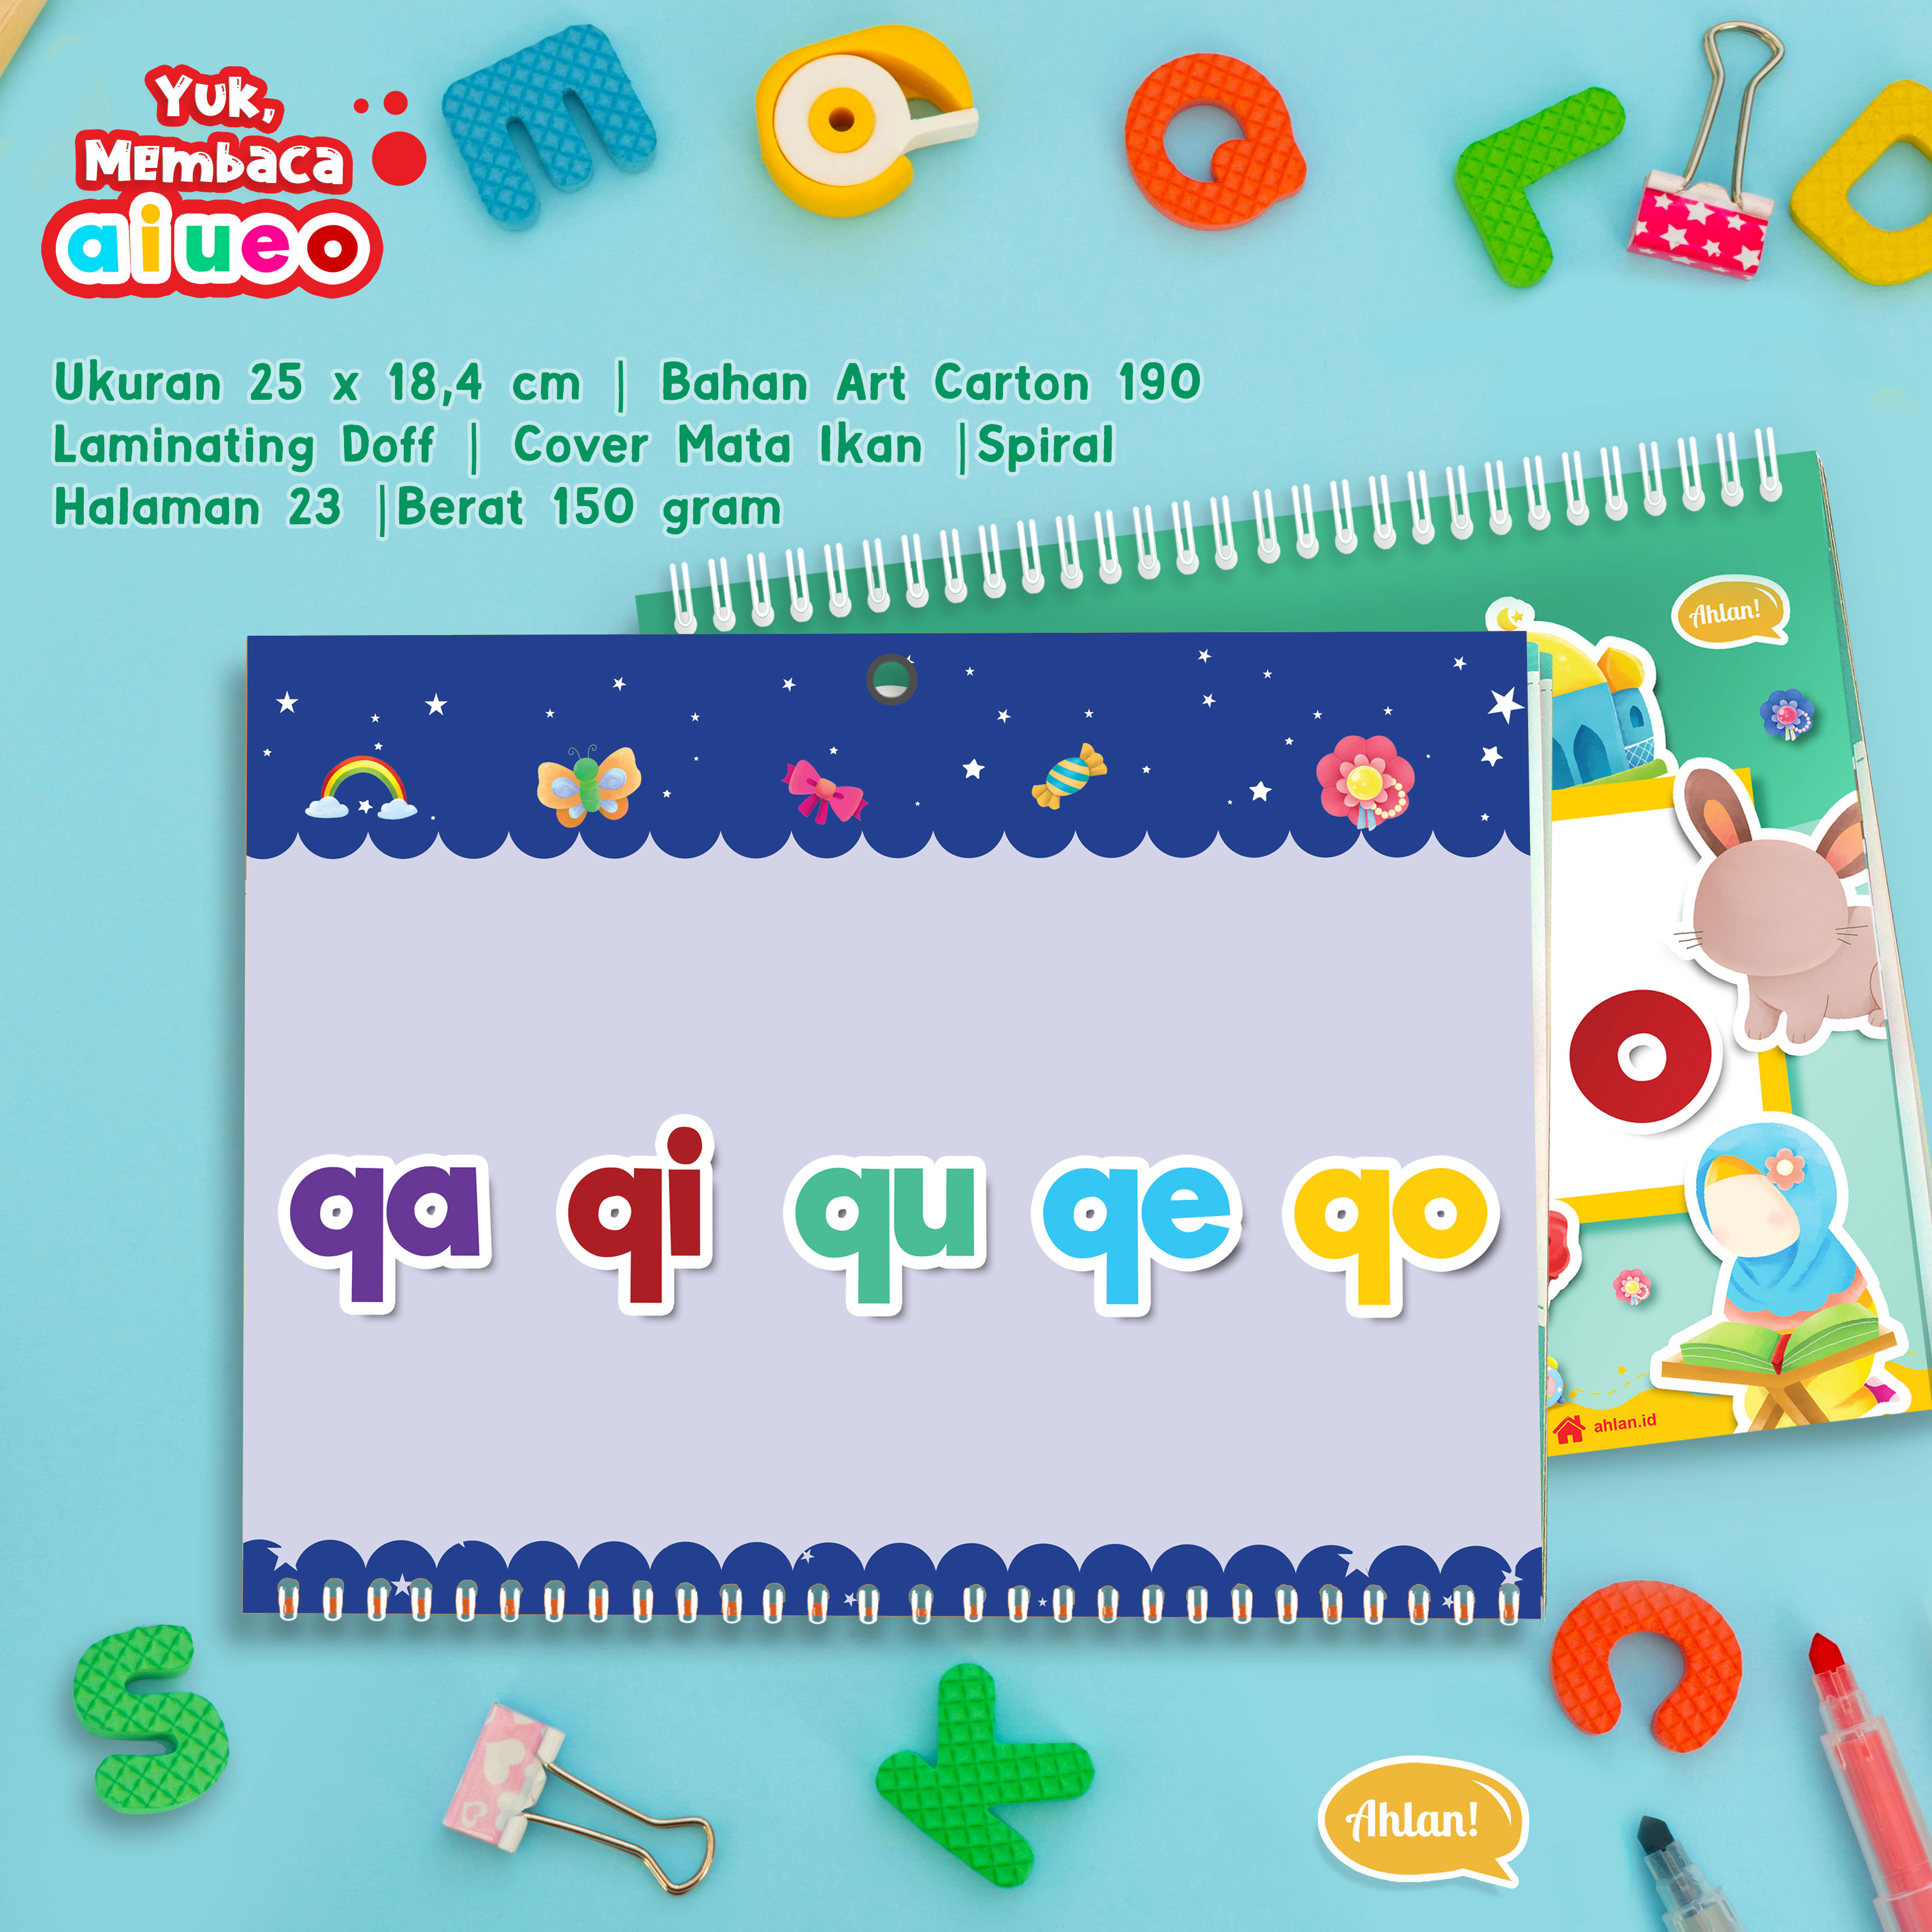 Yuk,
Membaca
aiueo
Ukuran 25 x 18,4 cm | Bahan Art Carton 190
Laminating Doff | Cover Mata Ikan |Spiral
Halaman 23 |Berat 150 gram
Ahlan!
qa qi qu qe qo
o
ahlan.id
Ahlan!